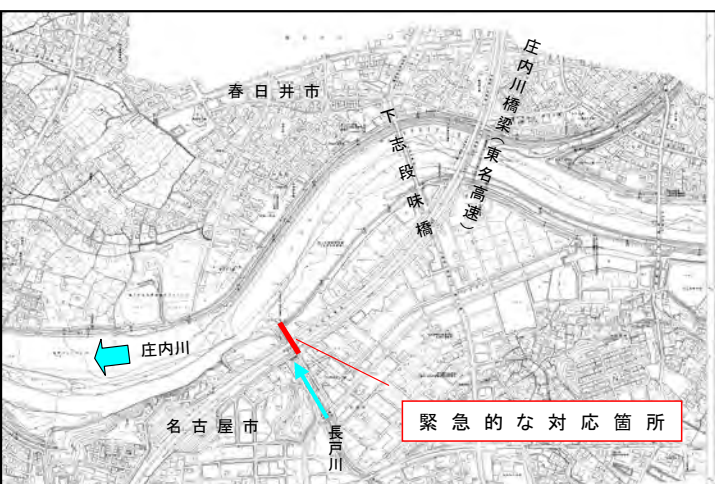 春日井市
庄内川橋梁(東名高速)
下志段味橋
庄内川
緊急的な対応箇所
名古屋市
長戸川